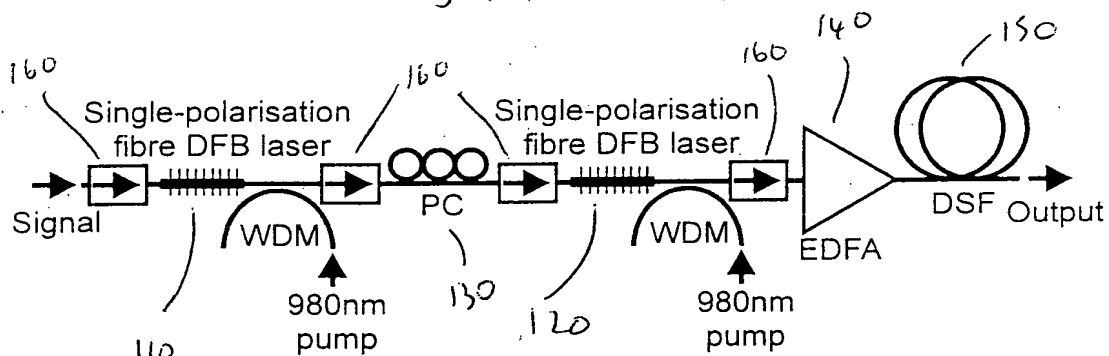 160
160
160
140
150
Single-polarisation
fibre DFB laser
Single-polarisation
fibre DFB laser
Signal
WDM
PC
WDM
EDFA
DSF
Output
980nm
pump
130
120
980nm
pump
110